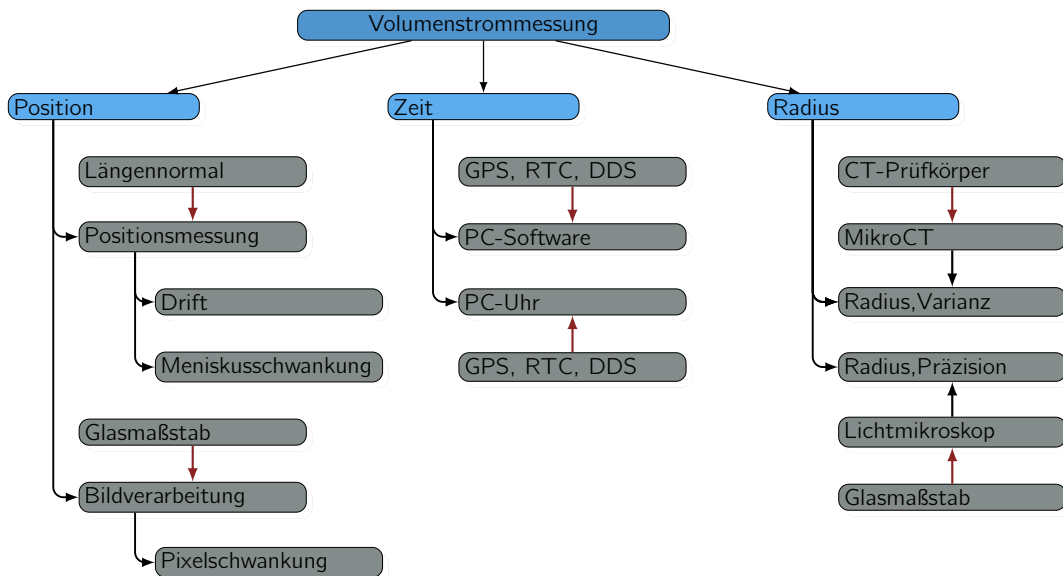 Volumenstrommessung
Position
Längennormal
Positionsmessung
Drift
Meniskusschwankung
Glasmaßstab
Bildverarbeitung
Pixelschwankung
Zeit
GPS, RTC, DDS
PC-Software
PC-Uhr
GPS, RTC, DDS
Radius
CT-Prüfkörper
MikroCT
Radius,Varianz
Radius,Präzision
Lichtmikroskop
Glasmaßstab